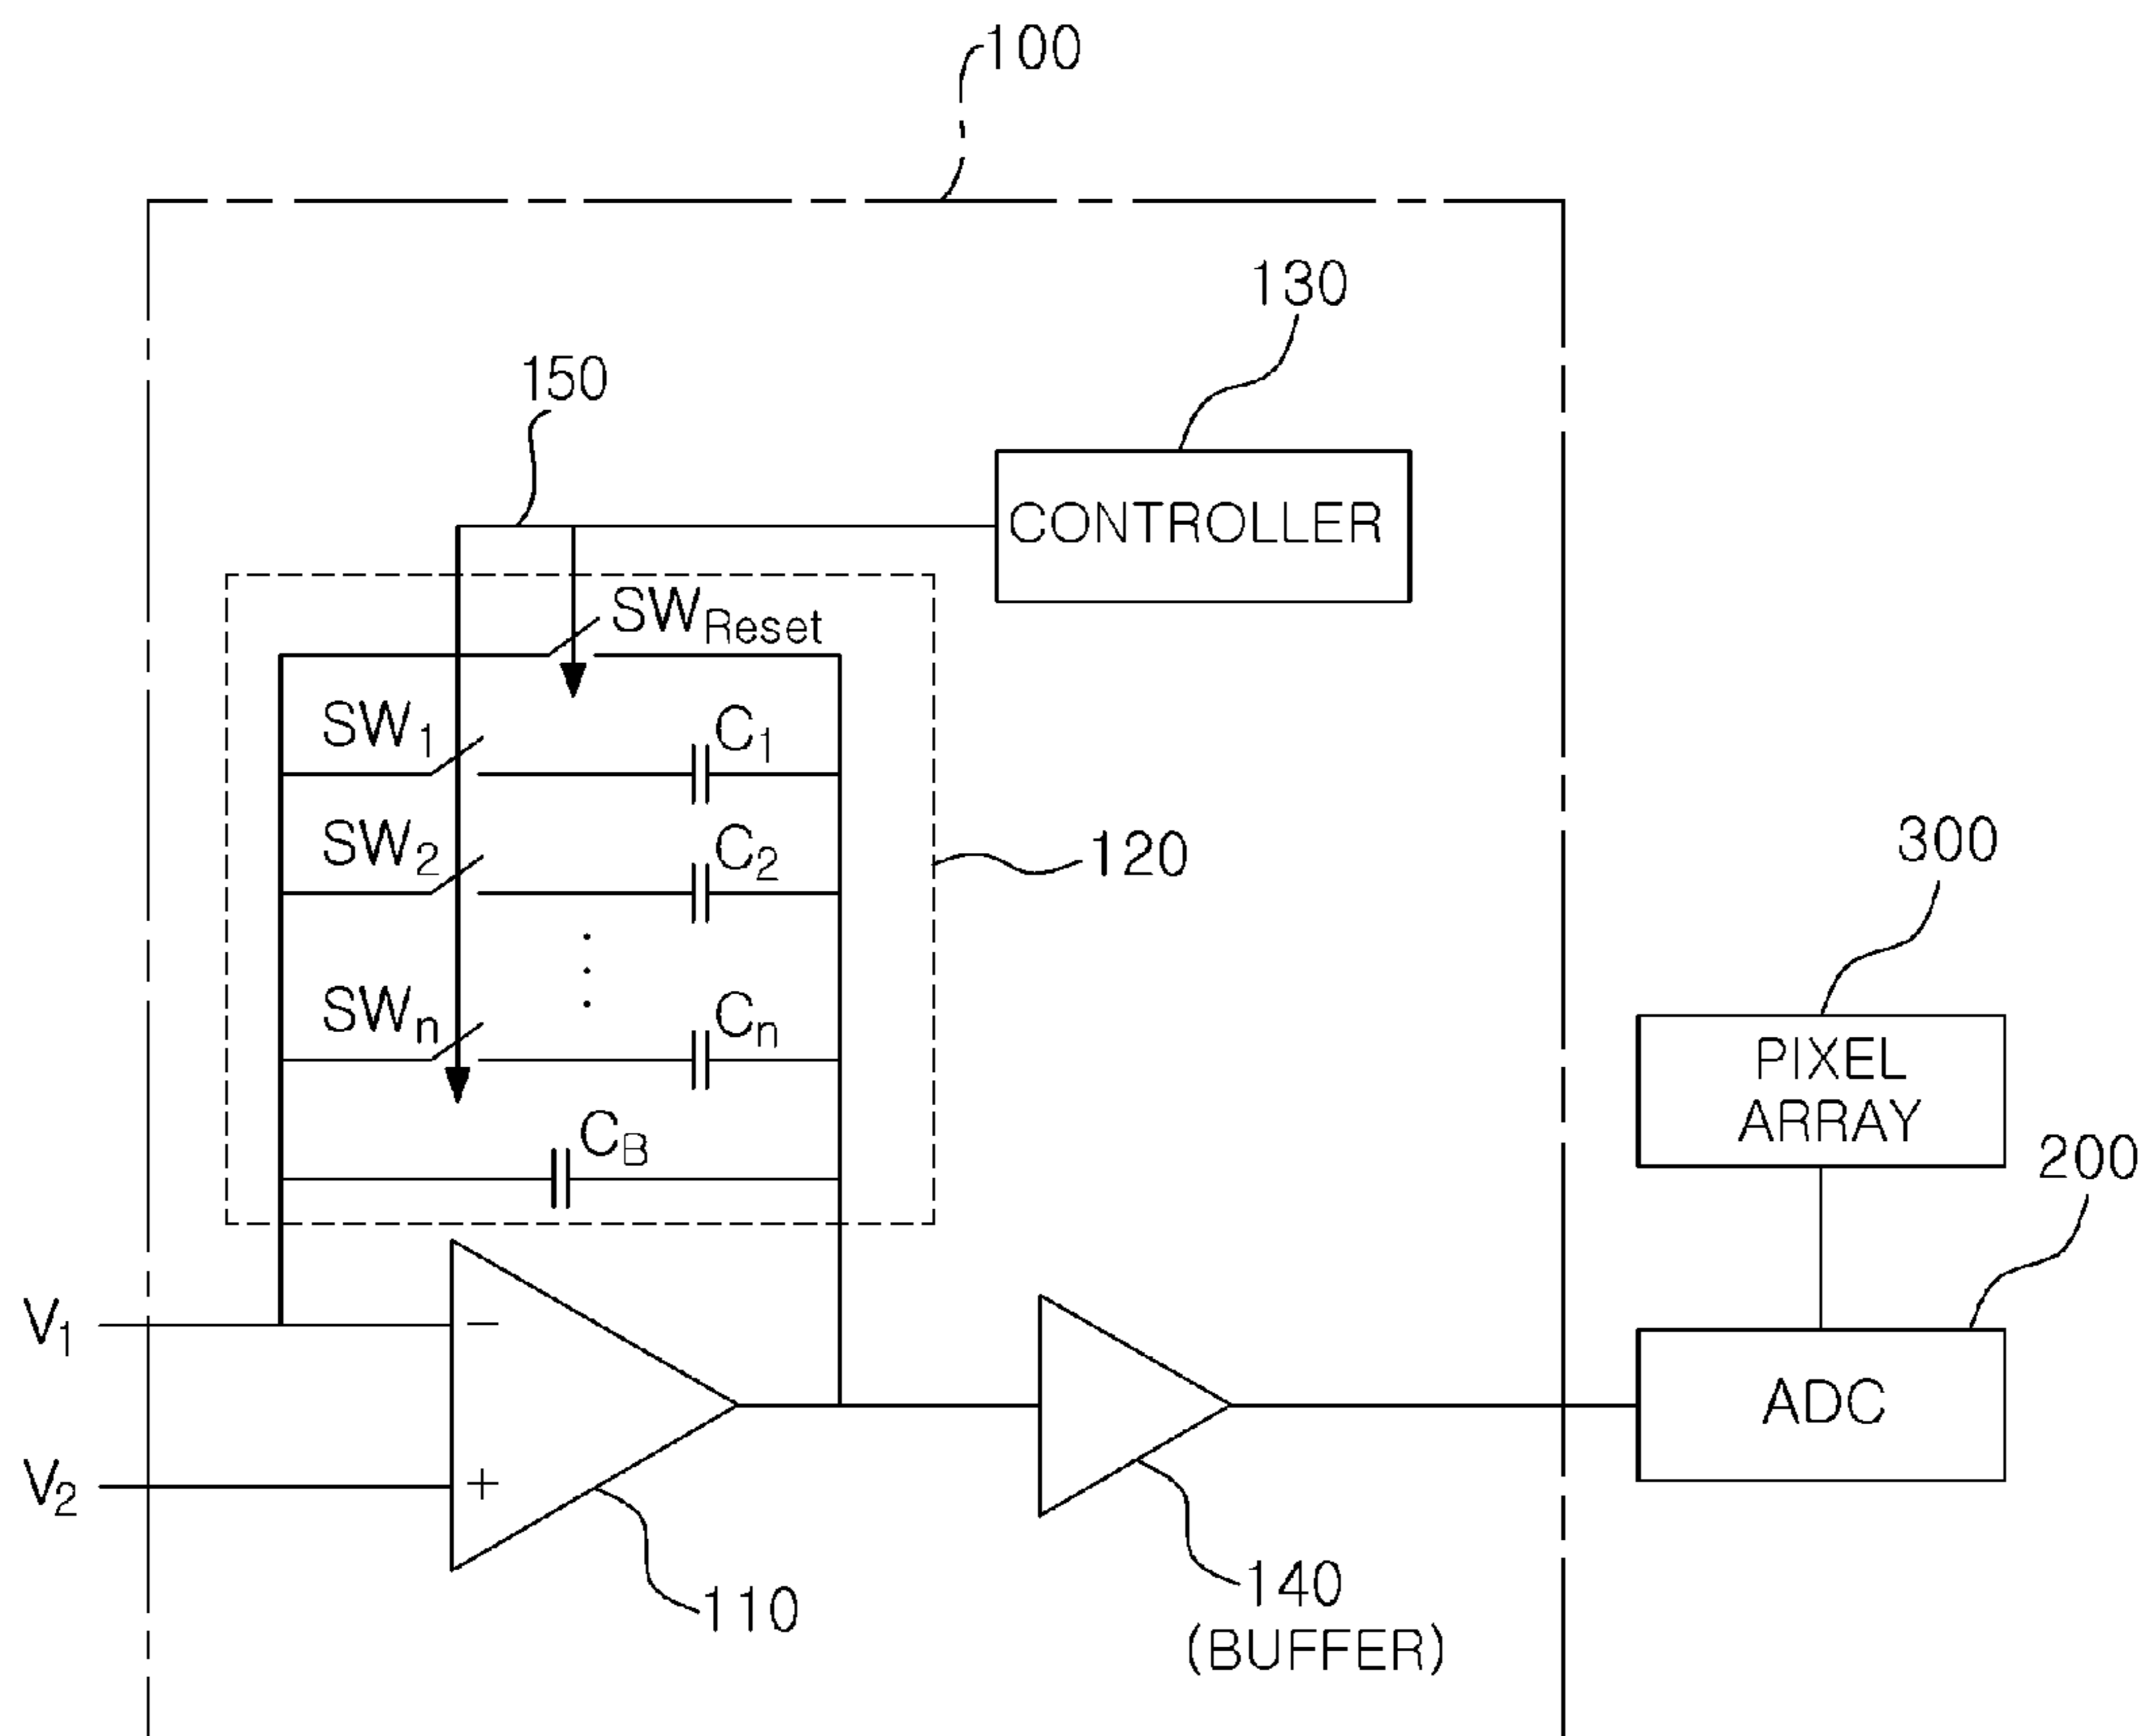 100
130
150
CONTROLLER
SWReset
SW1
C1
SW2
C2
120
300
SWn
Cn
PIXEL
ARRAY
CB
200
V1
−
ADC
V2
+
110
140
(BUFFER)